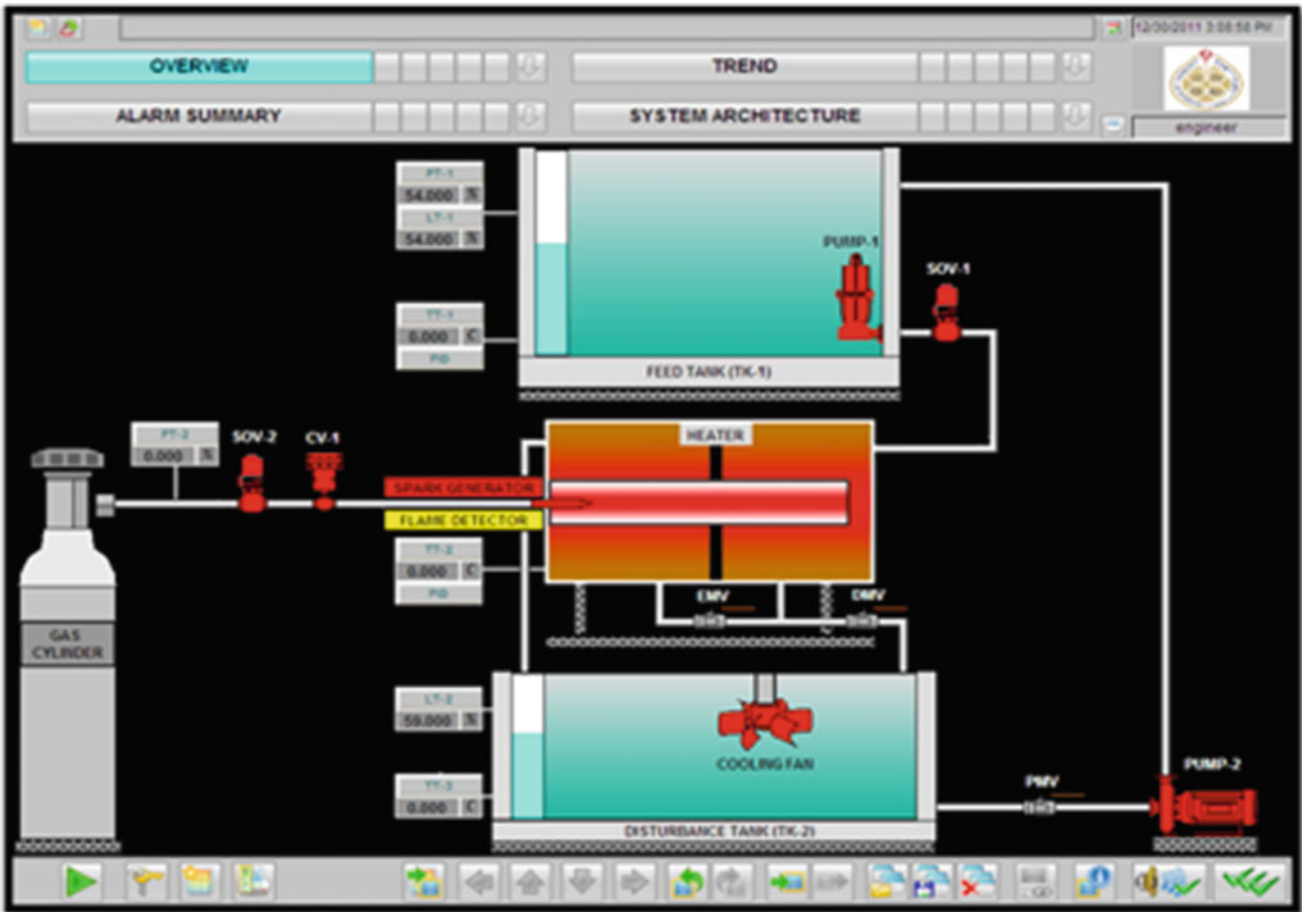 12/30/2011 3:08:58 PM
OVERVIEW
TREND
ALARM SUMMARY
SYSTEM ARCHITECTURE
engineer
PT-1
54.000 %
LT-1
54.000 %
PUMP-1
SOV-1
TT-1
0.000 C
PID
FEED TANK (TK-1)
PT-2
0.000 %
SOV-2
CV-1
HEATER
SPARK GENERATOR
FLAME DETECTOR
TT-2
0.000 C
PID
EMV
DMV
GAS
CYLINDER
LT-2
59.000 %
COOLING FAN
TT-3
0.000 C
PMV
PUMP-2
DISTURBANCE TANK (TK-2)